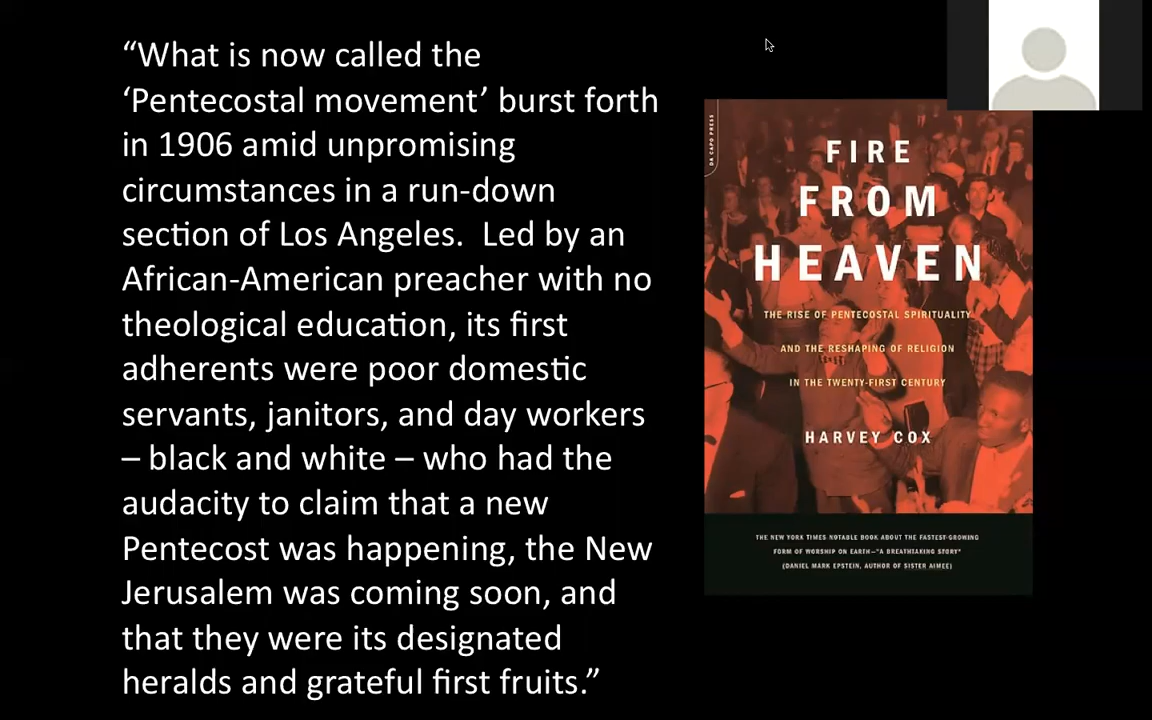 “What is now called the
‘Pentecostal movement’ burst forth
in 1906 amid unpromising
circumstances in a run-down
section of Los Angeles.  Led by an
African-American preacher with no
theological education, its first
adherents were poor domestic
servants, janitors, and day workers
– black and white – who had the
audacity to claim that a new
Pentecost was happening, the New
Jerusalem was coming soon, and
that they were its designated
heralds and grateful first fruits.”
DA CAPO PRESS
FIRE
FROM
HEAVEN
THE RISE OF PENTECOSTAL SPIRITUALITY
AND THE RESHAPING OF RELIGION
IN THE TWENTY-FIRST CENTURY
HARVEY COX
THE NEW YORK TIMES NOTABLE BOOK ABOUT THE FASTEST-GROWING
FORM OF WORSHIP ON EARTH—"A BREATHTAKING STORY"
(DANIEL MARK EPSTEIN, AUTHOR OF SISTER AIMEE)